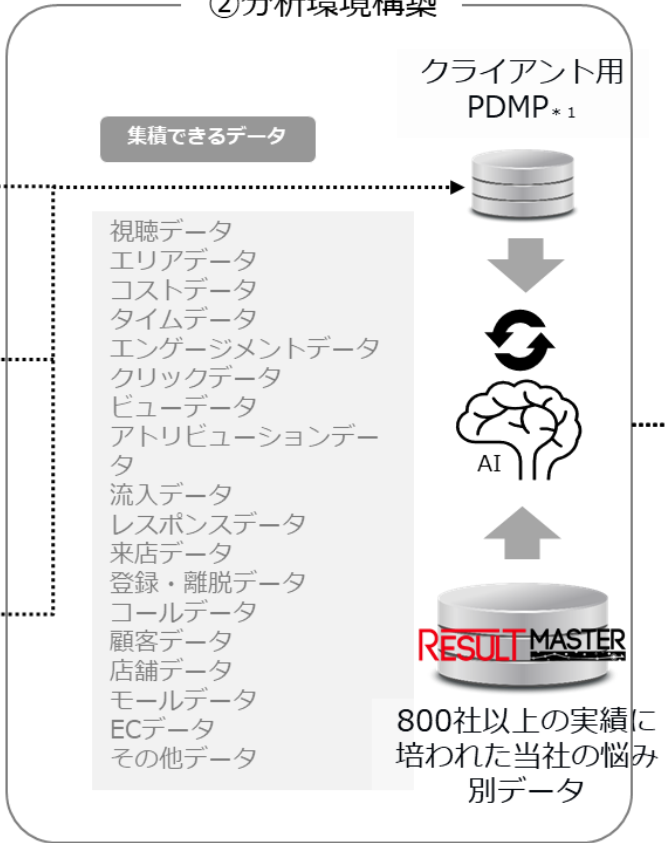 ②分析環境構築
クライアント用
PDMP＊1
集積できるデータ
視聴データ
エリアデータ
コストデータ
タイムデータ
エンゲージメントデータ
クリックデータ
ビューデータ
アトリビューションデー
タ
流入データ
レスポンスデータ
来店データ
登録・離脱データ
コールデータ
顧客データ
店舗データ
モールデータ
ECデータ
その他データ
AI
RESULT MASTER
800社以上の実績に
培われた当社の悩み
別データ